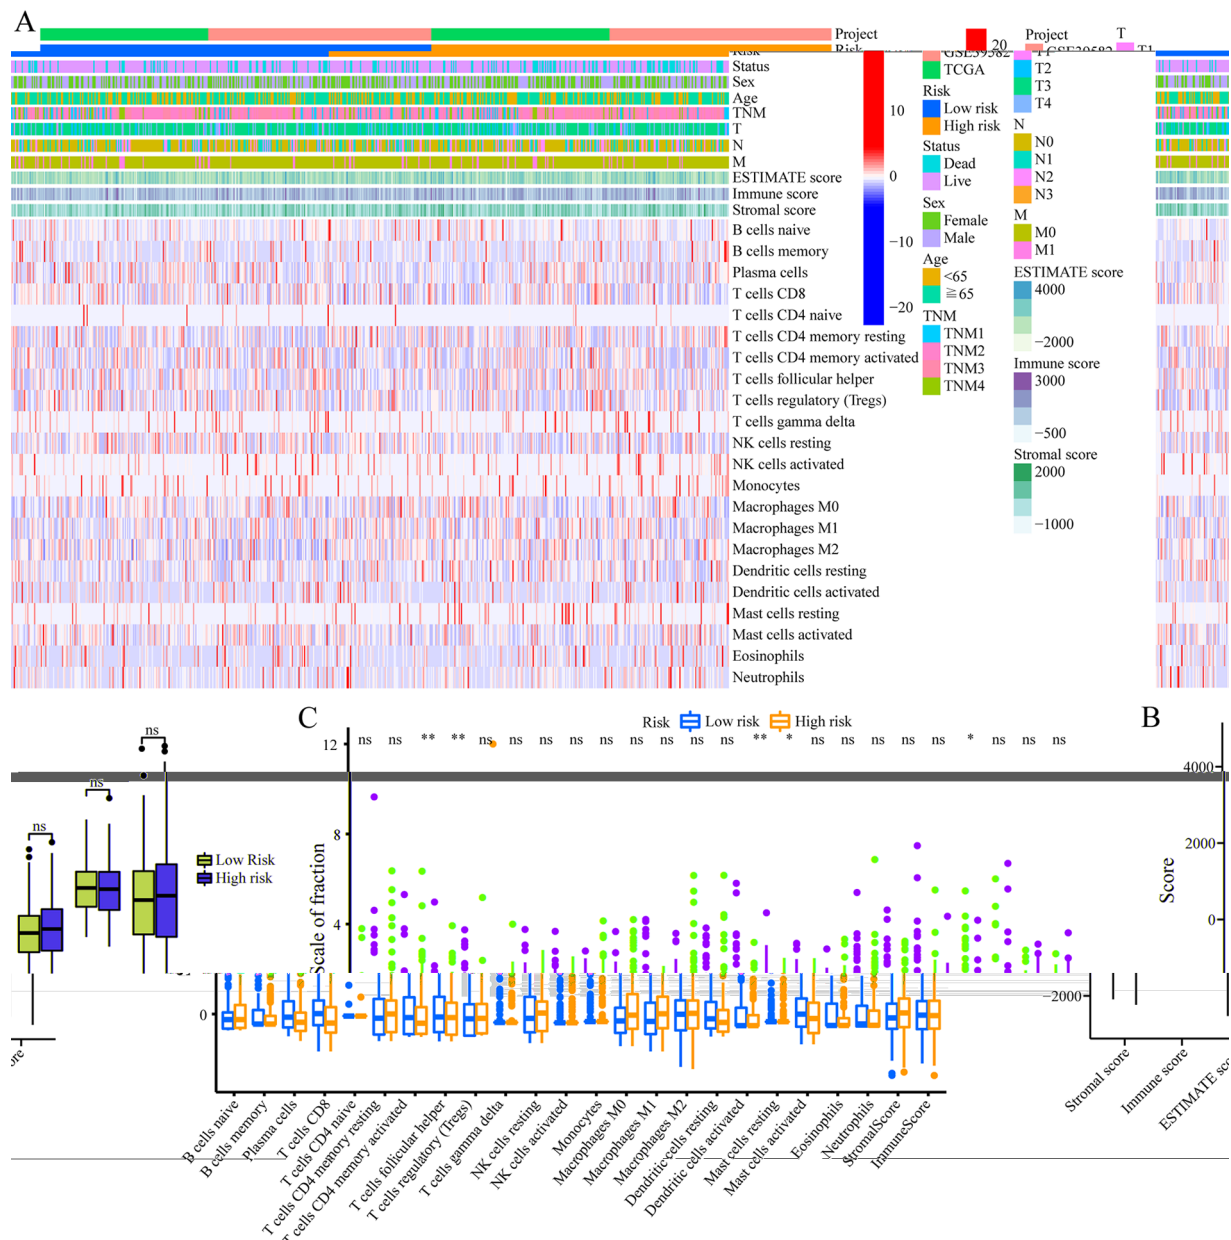 A
Project
Risk
Status
Sex
Age
TNM
T
N
M
ESTIMATE score
Immune score
Stromal score
B cells naive
B cells memory
Plasma cells
T cells CD8
T cells CD4 naive
T cells CD4 memory resting
T cells CD4 memory activated
T cells follicular helper
T cells regulatory (Tregs)
T cells gamma delta
NK cells resting
NK cells activated
Monocytes
Macrophages M0
Macrophages M1
Macrophages M2
Dendritic cells resting
Dendritic cells activated
Mast cells resting
Mast cells activated
Eosinophils
Neutrophils
20
10
0
−10
−20
GSE39582
TCGA
Risk
Low risk
High risk
Status
Dead
Live
Sex
Female
Male
Age
<65
≧65
TNM
TNM1
TNM2
TNM3
TNM4
Project
GSE39582
T
T1
T2
T3
T4
N
N0
N1
N2
N3
M
M0
M1
ESTIMATE score
4000
−2000
Immune score
3000
−500
Stromal score
2000
−1000
ns
ns
ns
Low Risk
High risk
ore
C
Risk Low risk High risk
ns ns ** ** ns ns ns ns ns ns ns ns ns ** * ns ns ns ns * ns ns ns
12
8
4
0
Scale of fraction
B cells naive
B cells memory
Plasma cells
T cells CD8
T cells CD4 naive
T cells CD4 memory resting
T cells CD4 memory activated
T cells follicular helper
T cells regulatory (Tregs)
T cells gamma delta
NK cells resting
NK cells activated
Monocytes
Macrophages M0
Macrophages M1
Macrophages M2
Dendritic cells resting
Dendritic cells activated
Mast cells resting
Mast cells activated
Eosinophils
Neutrophils
StromalScore
ImmuneScore
B
4000
2000
0
−2000
Score
Stromal score
Immune score
ESTIMATE sco